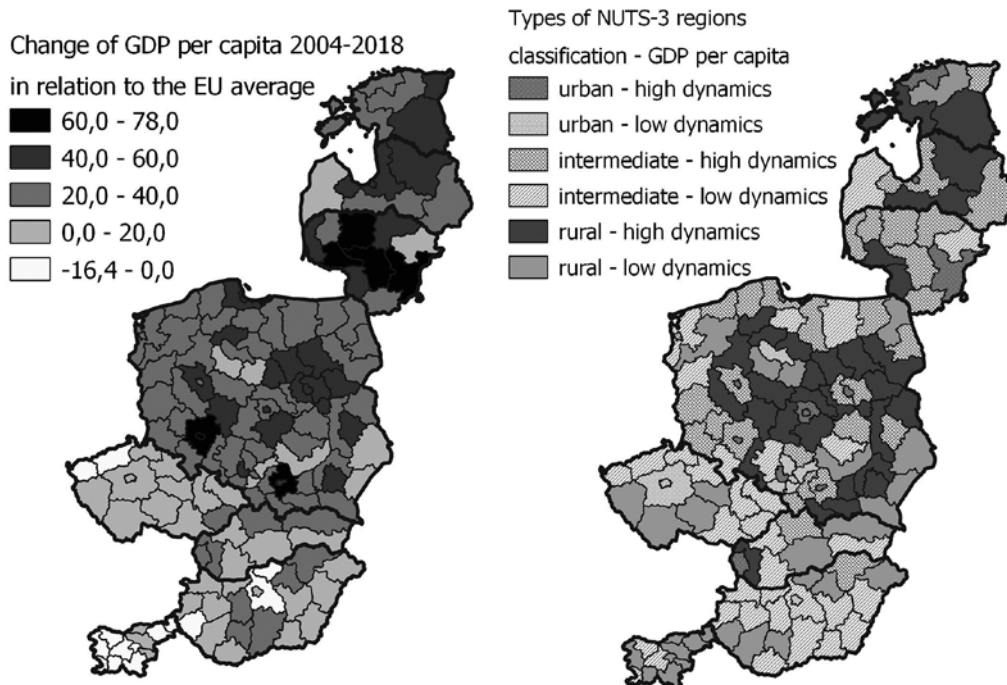 Change of GDP per capita 2004-2018
in relation to the EU average
60,0 - 78,0
40,0 - 60,0
20,0 - 40,0
0,0 - 20,0
-16,4 - 0,0
Types of NUTS-3 regions
classification - GDP per capita
urban - high dynamics
urban - low dynamics
intermediate - high dynamics
intermediate - low dynamics
rural - high dynamics
rural - low dynamics